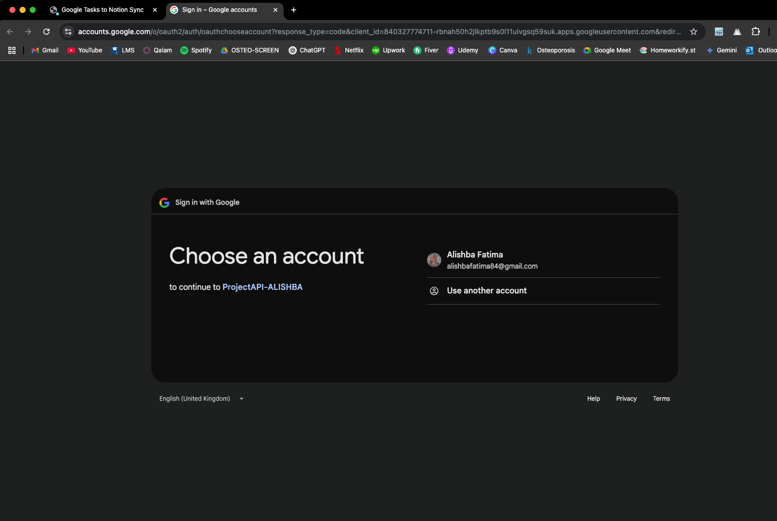 Google Tasks to Notion Sync
Sign in – Google accounts
accounts.google.com/o/oauth2/auth/oauthchooseaccount?response_type=code&client_id=840327774711-rbnah50h2jlkptb9s0l11uivgsq59suk.apps.googleusercontent.com&redir...
Gmail
YouTube
LMS
Qalam
Spotify
OSTEO-SCREEN
ChatGPT
Netflix
Upwork
Fiver
Udemy
Canva
Osteoporosis
Google Meet
Homeworkify.st
Gemini
Outloo
Sign in with Google
Choose an account
to continue to ProjectAPI-ALISHBA
Alishba Fatima
alishbafatima84@gmail.com
Use another account
English (United Kingdom)
Help
Privacy
Terms